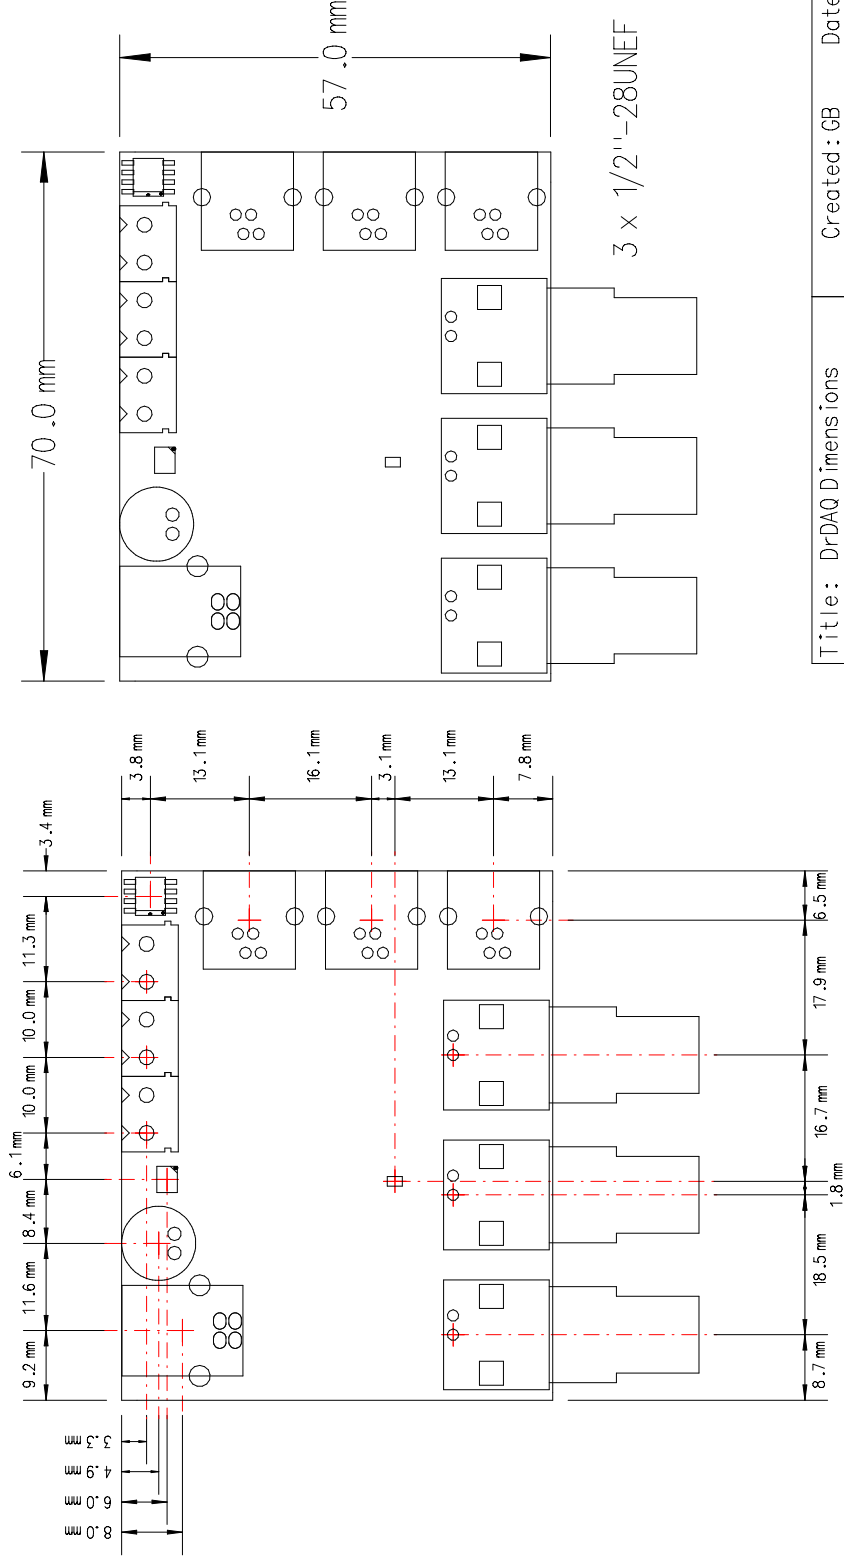 70.0 mm
57.0 mm
3 x 1/2''-28UNEF
Title: DrDAQ Dimensions
Created: GB
Date
9.2 mm
11.6 mm
8.4 mm
6.1 mm
10.0 mm
10.0 mm
11.3 mm
3.4 mm
3.8 mm
13.1 mm
16.1 mm
3.1 mm
13.1 mm
7.8 mm
8.7 mm
18.5 mm
1.8 mm
16.7 mm
17.9 mm
6.5 mm
3.3 mm
4.9 mm
6.0 mm
8.0 mm